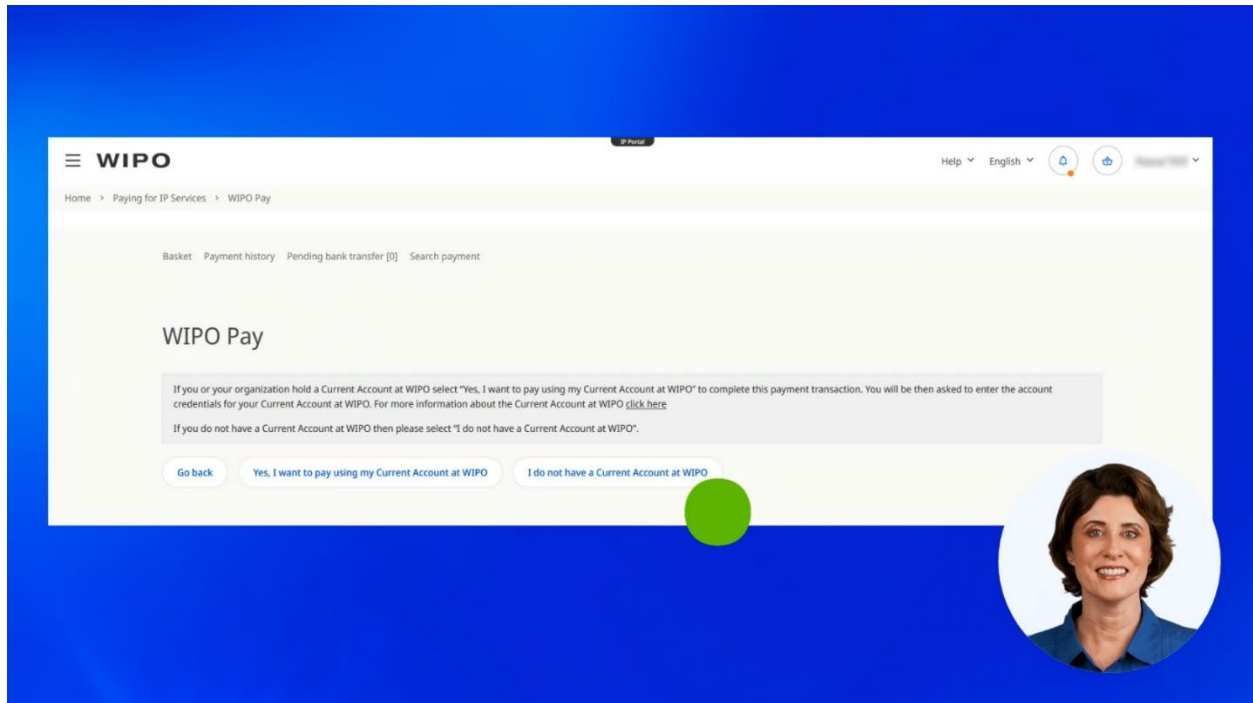 IP Portal
WIPO
Help English
Home > Paying for IP Services > WIPO Pay
Basket Payment history Pending bank transfer [0] Search payment
WIPO Pay
If you or your organization hold a Current Account at WIPO select “Yes, I want to pay using my Current Account at WIPO” to complete this payment transaction. You will be then asked to enter the account
credentials for your Current Account at WIPO. For more information about the Current Account at WIPO click here
If you do not have a Current Account at WIPO then please select “I do not have a Current Account at WIPO”.
Go back Yes, I want to pay using my Current Account at WIPO I do not have a Current Account at WIPO